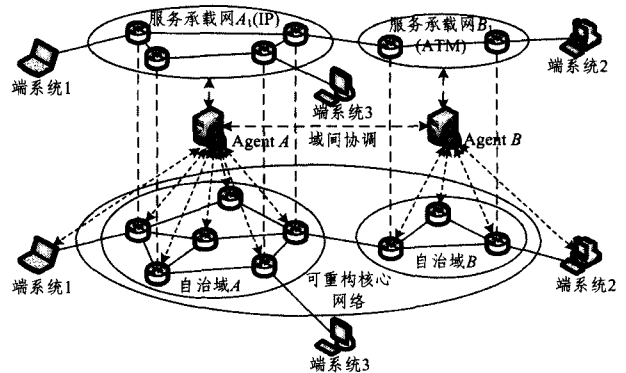 服务承载网A₁(IP)
服务承载网B₁
(ATM)
端系统1
端系统3
端系统2
Agent A
域间协调
Agent B
端系统1
自治域A
可重构核心
网络
自治域B
端系统2
端系统3